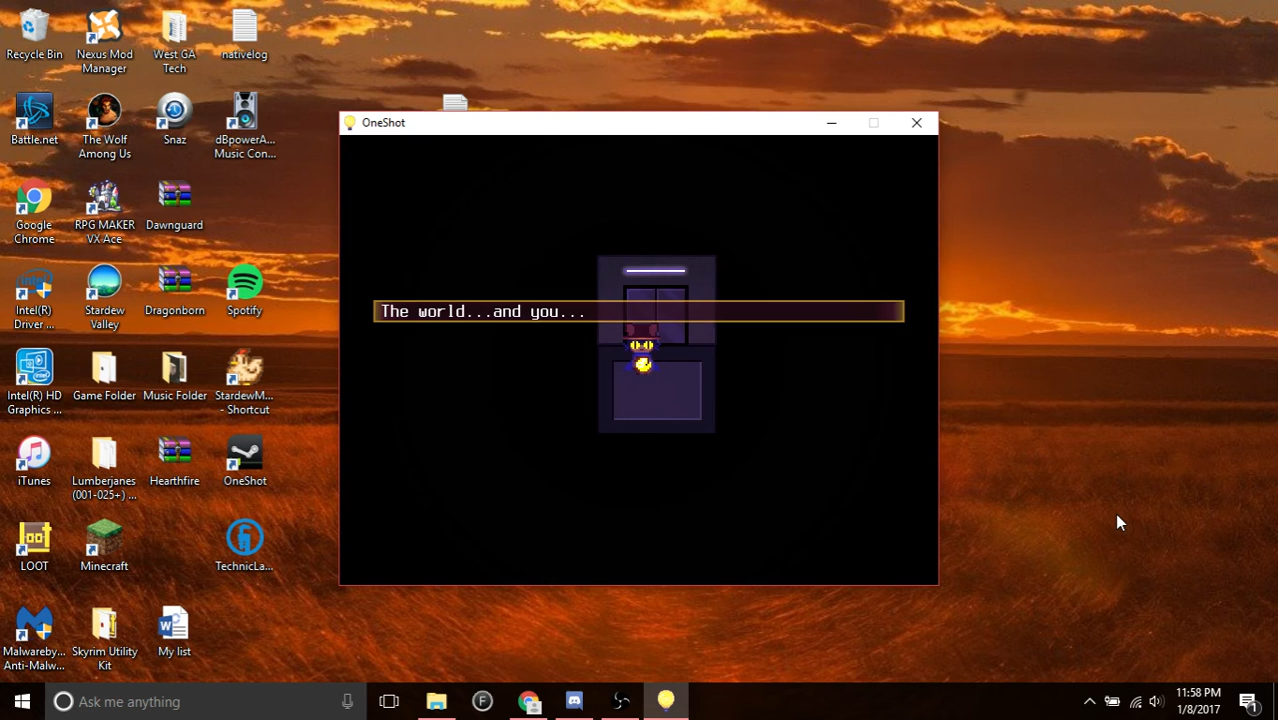 Recycle Bin
Nexus Mod
Manager
West GA
Tech
nativelog
Battle.net
The Wolf
Among Us
Snaz
dBpowerA...
Music Con...
Google
Chrome
RPG MAKER
VX Ace
Dawnguard
Intel(R)
Driver ...
Stardew
Valley
Dragonborn
Spotify
Intel(R) HD
Graphics ...
Game Folder
Music Folder
StardewM...
- Shortcut
iTunes
Lumberjanes
(001-025+) ...
Hearthfire
OneShot
LOOT
Minecraft
TechnicLa...
Malwareby...
Anti-Malw...
Skyrim Utility
Kit
My list
OneShot
The world...and you...
Ask me anything
11:58 PM
1/8/2017
1